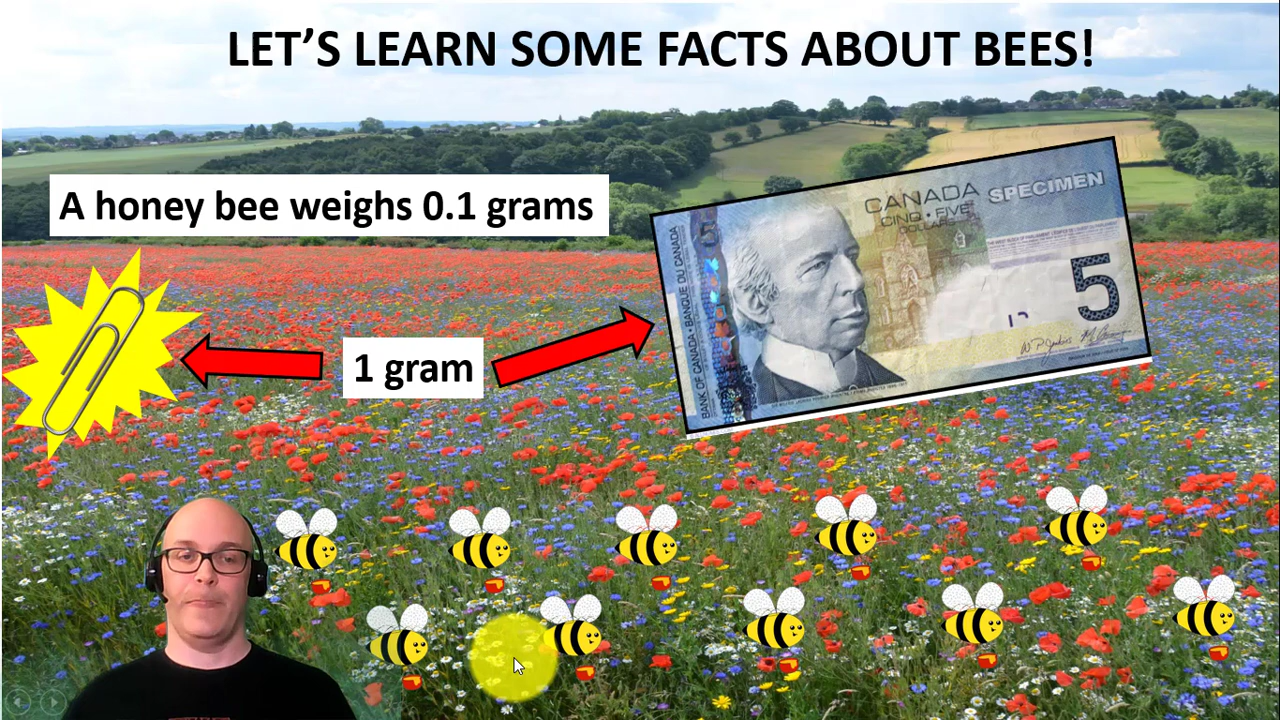 LET'S LEARN SOME FACTS ABOUT BEES!
A honey bee weighs 0.1 grams
1 gram
CANADA
SPECIMEN
CINQ • FIVE
DOLLARS
5
BANK OF CANADA • BANQUE DU CANADA